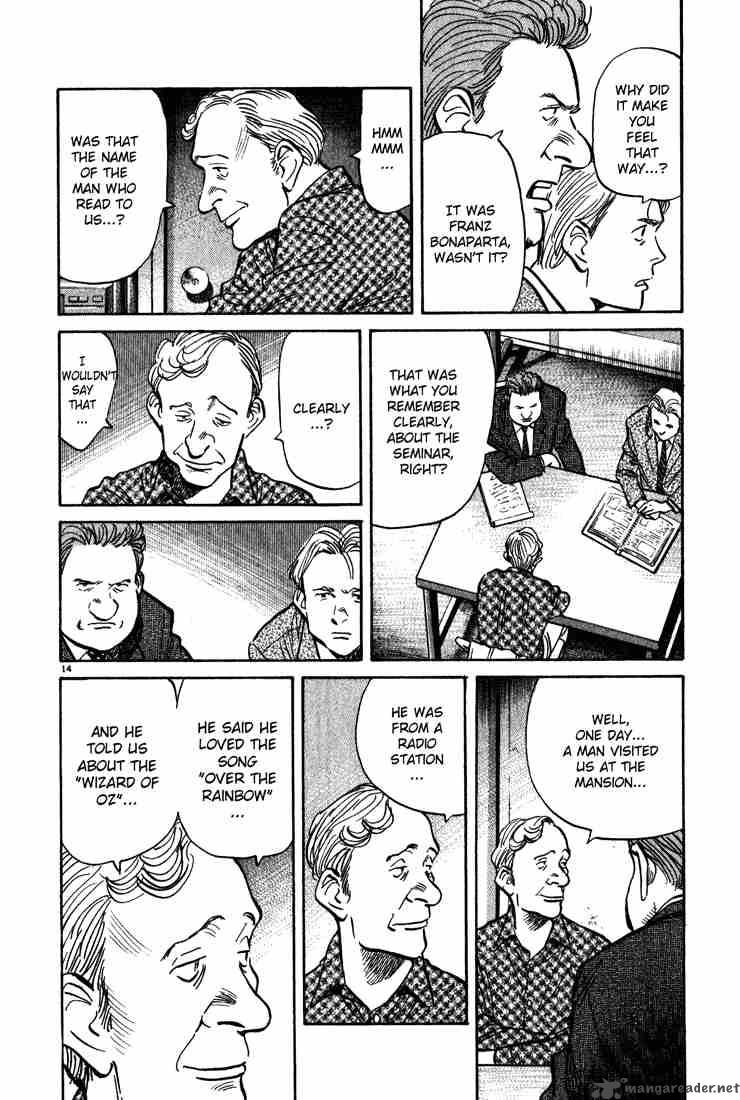 WHY DID
IT MAKE
YOU
FEEL
THAT
WAY...?
IT WAS
FRANZ
BONAPARTA,
WASN'T IT?
HMM
MMM
...
WAS THAT
THE NAME
OF THE
MAN WHO
READ TO
US...?
THAT WAS
WHAT YOU
REMEMBER
CLEARLY,
ABOUT THE
SEMINAR,
RIGHT?
CLEARLY
...?
I
WOULDN'T
SAY
THAT
...
14
WELL,
ONE DAY...
A MAN VISITED
US AT THE
MANSION...
HE WAS
FROM A
RADIO
STATION
...
HE SAID HE
LOVED THE
SONG
"OVER THE
RAINBOW"
...
AND HE
TOLD US
ABOUT THE
"WIZARD OF
OZ"...
mangareader.net